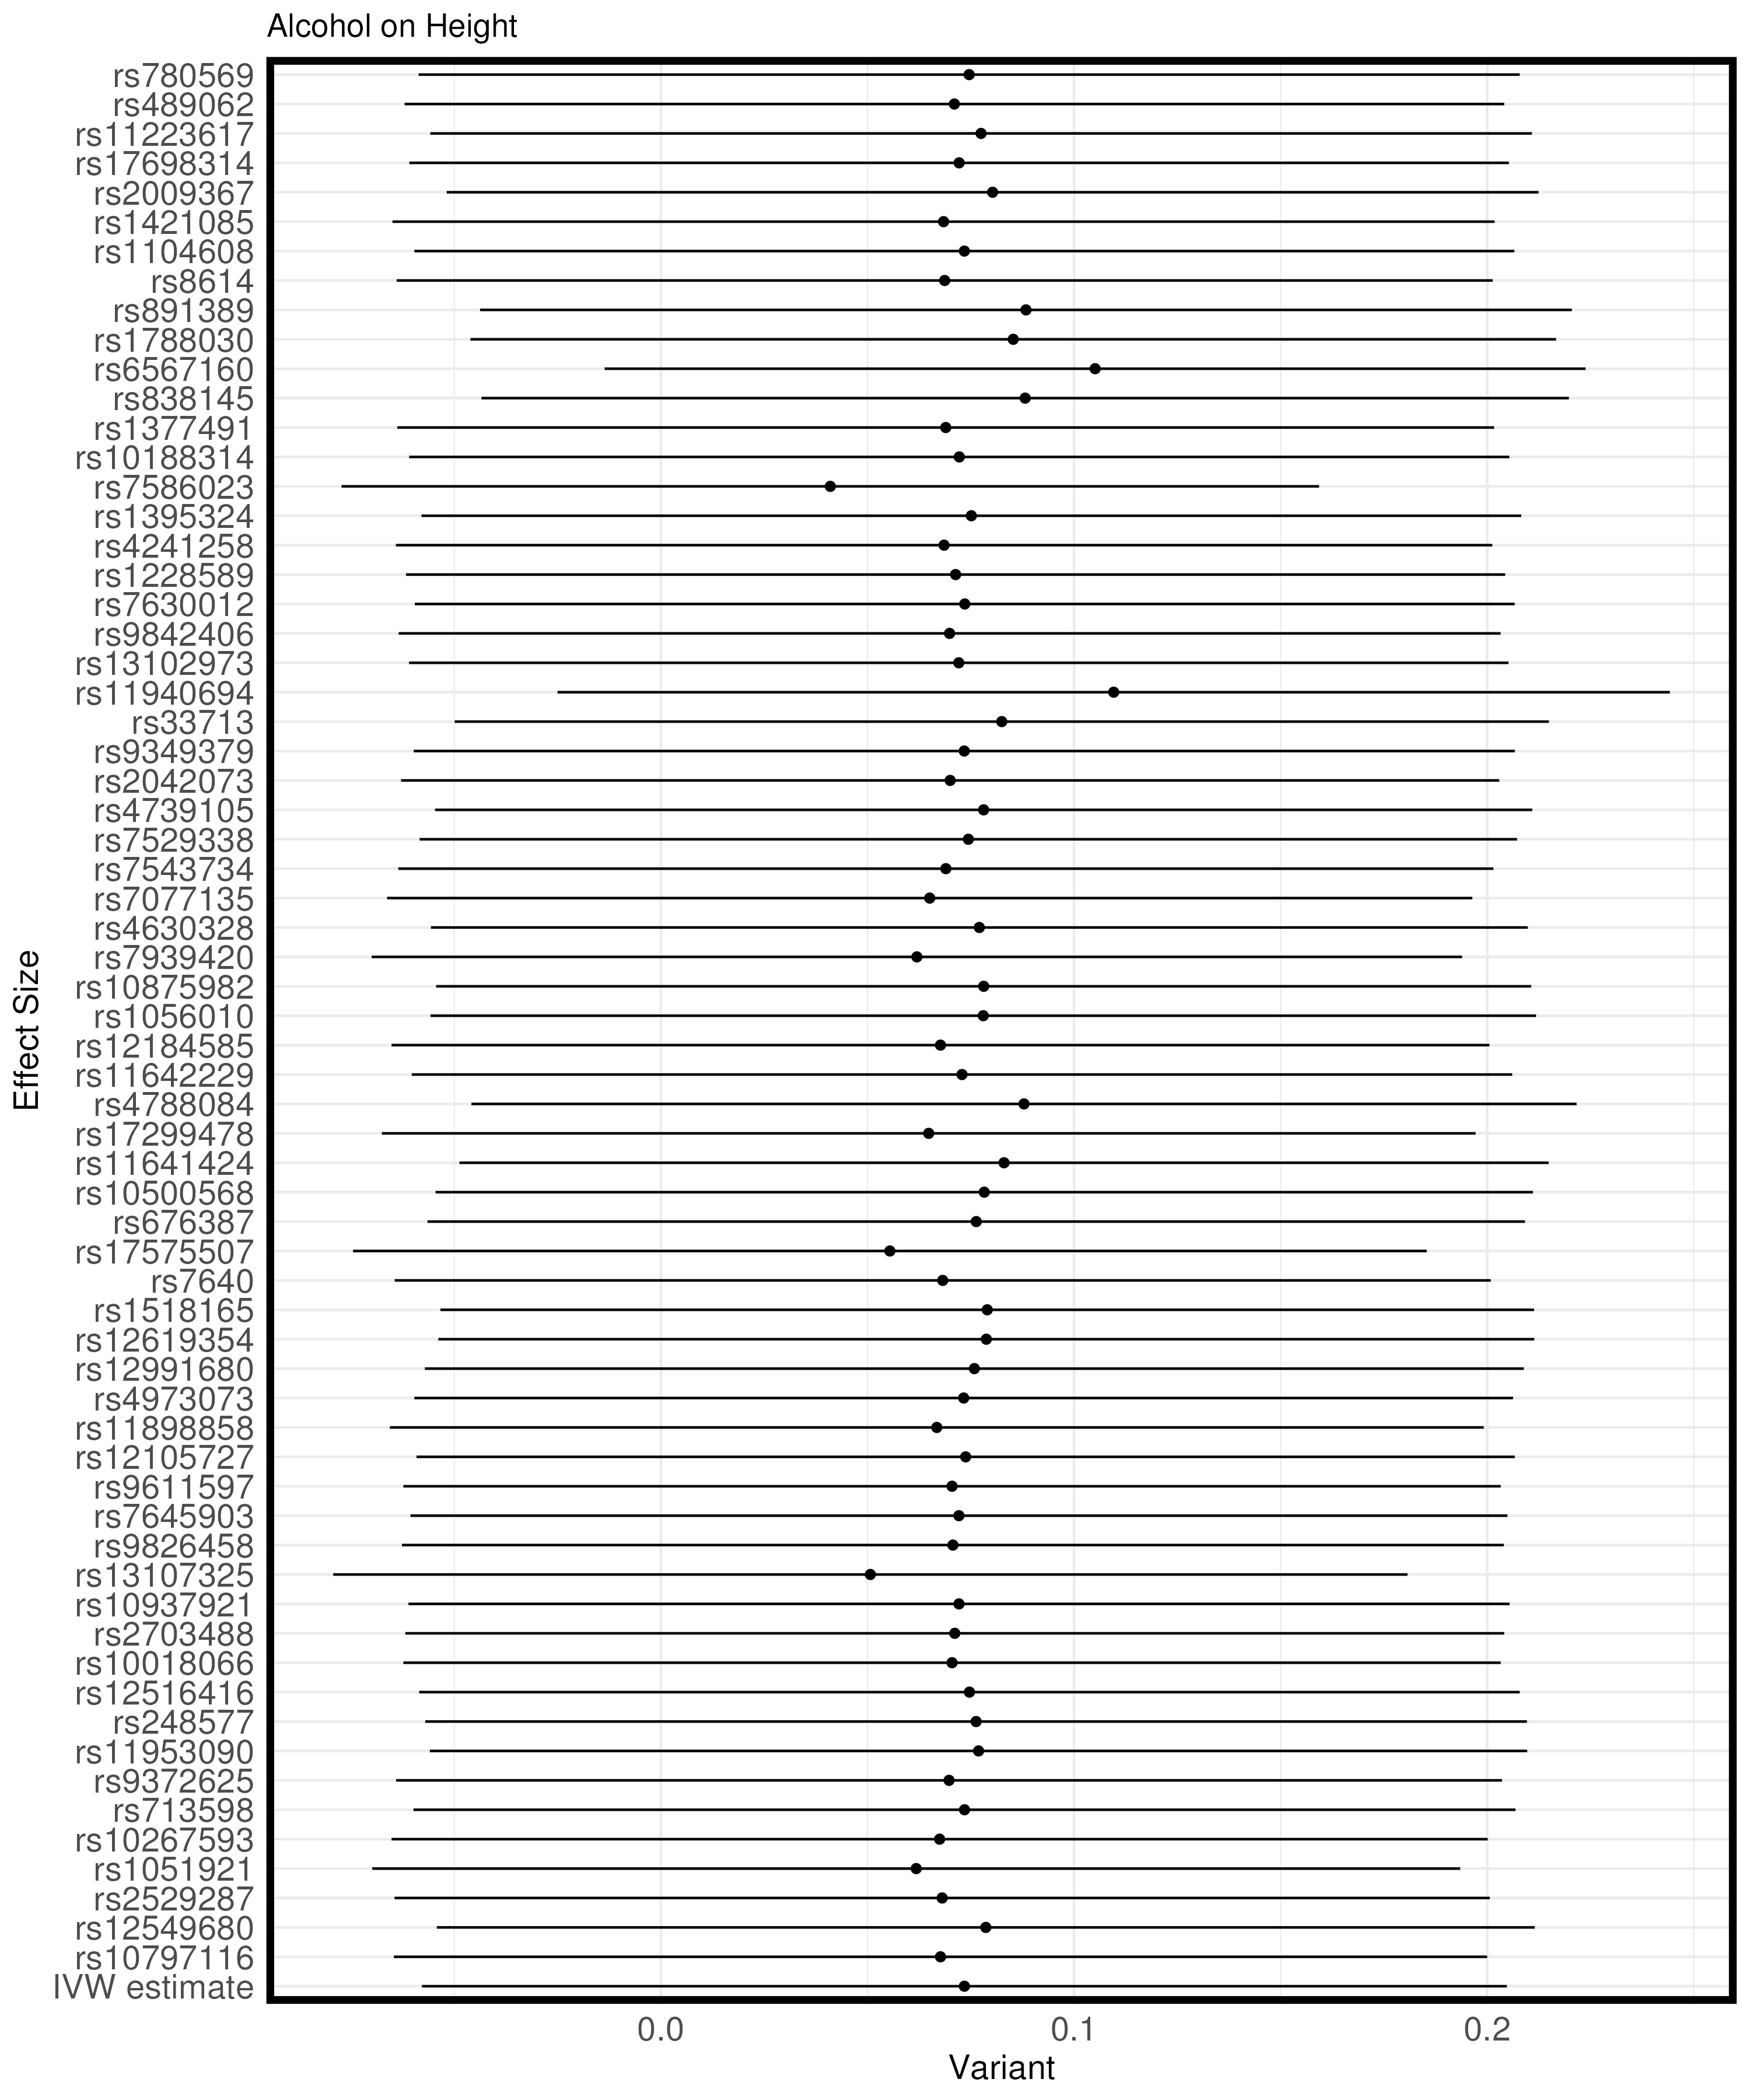 Alcohol on Height
rs780569
rs489062
rs11223617
rs17698314
rs2009367
rs1421085
rs1104608
rs8614
rs891389
rs1788030
rs6567160
rs838145
rs1377491
rs10188314
rs7586023
rs1395324
rs4241258
rs1228589
rs7630012
rs9842406
rs13102973
rs11940694
rs33713
rs9349379
rs2042073
rs4739105
rs7529338
rs7543734
rs7077135
rs4630328
rs7939420
rs10875982
rs1056010
rs12184585
rs11642229
rs4788084
rs17299478
rs11641424
rs10500568
rs676387
rs17575507
rs7640
rs1518165
rs12619354
rs12991680
rs4973073
rs11898858
rs12105727
rs9611597
rs7645903
rs9826458
rs13107325
rs10937921
rs2703488
rs10018066
rs12516416
rs248577
rs11953090
rs9372625
rs713598
rs10267593
rs1051921
rs2529287
rs12549680
rs10797116
IVW estimate
Effect Size
0.0 0.1 0.2
Variant